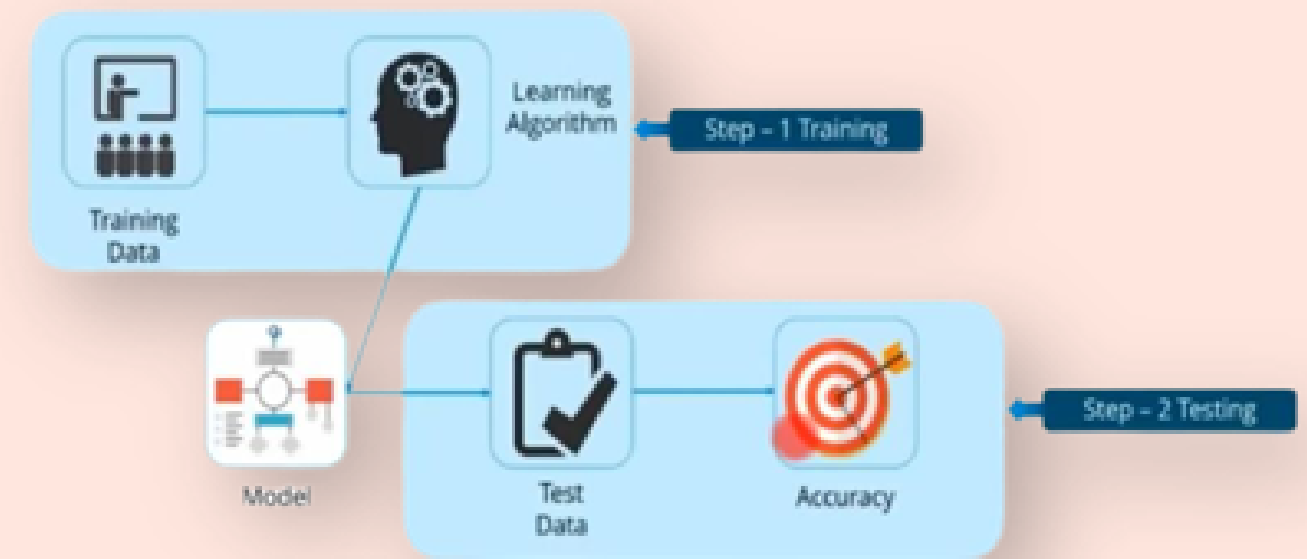 Learning
Algorithm
Step – 1 Training
Training
Data
Model
Test
Data
Accuracy
Step – 2 Testing